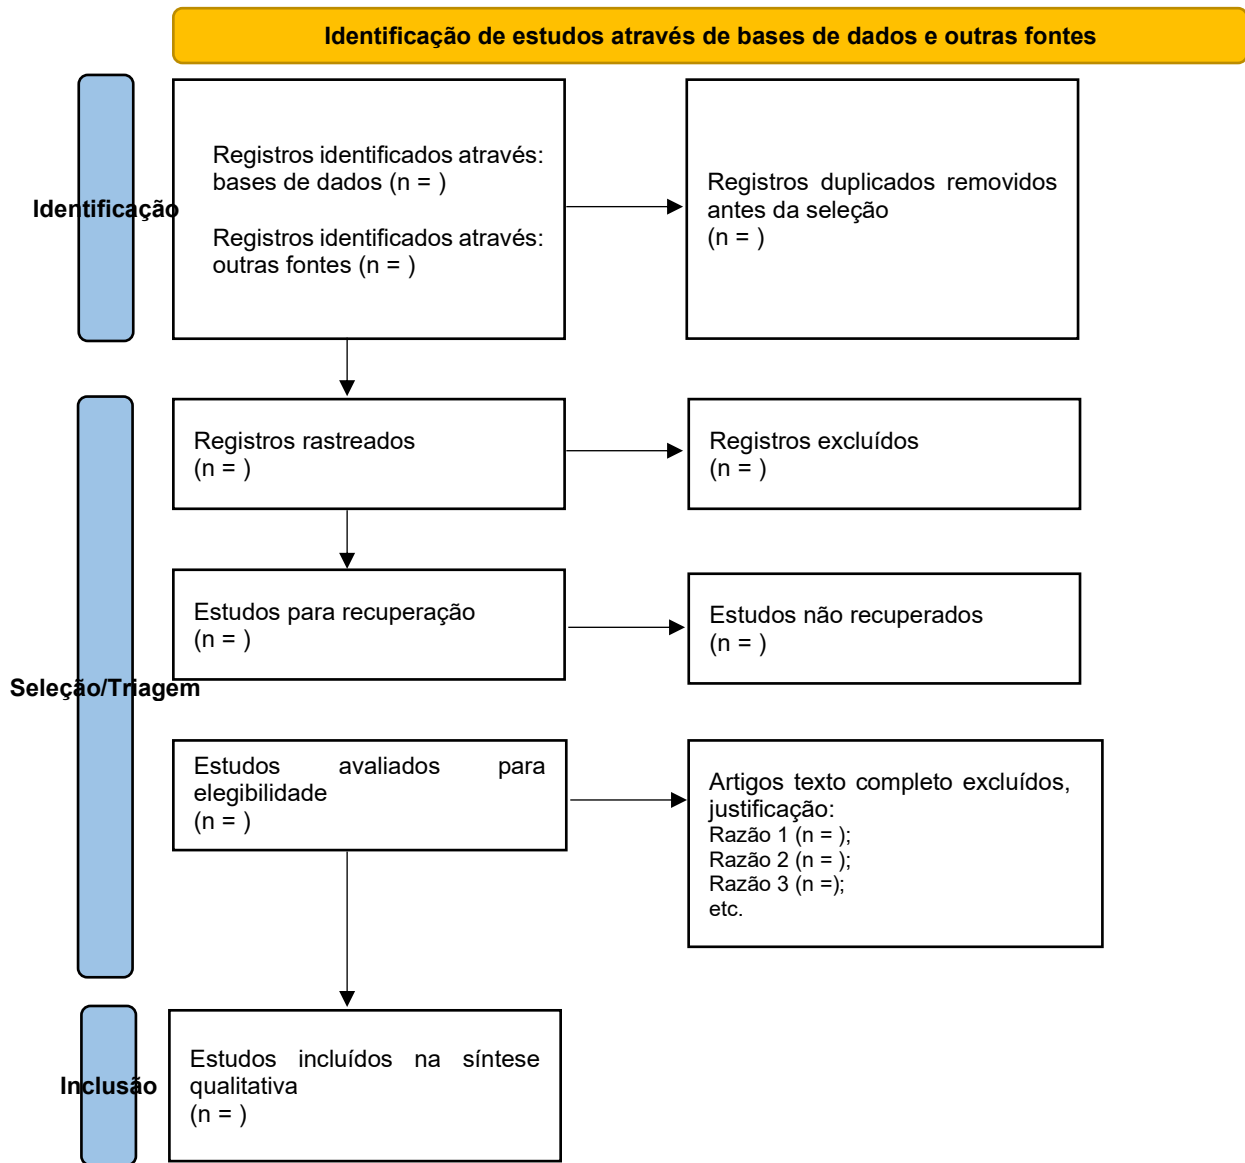 Identificação de estudos através de bases de dados e outras fontes
Identificação
Registros identificados através:
bases de dados (n = )
Registros identificados através:
outras fontes (n = )
Registros duplicados removidos
antes da seleção
(n = )
Seleção/Triagem
Registros rastreados
(n = )
Registros excluídos
(n = )
Estudos para recuperação
(n = )
Estudos não recuperados
(n = )
Estudos avaliados para
elegibilidade
(n = )
Artigos texto completo excluídos,
justificação:
Razão 1 (n = );
Razão 2 (n = );
Razão 3 (n =);
etc.
Inclusão
Estudos incluídos na síntese
qualitativa
(n = )